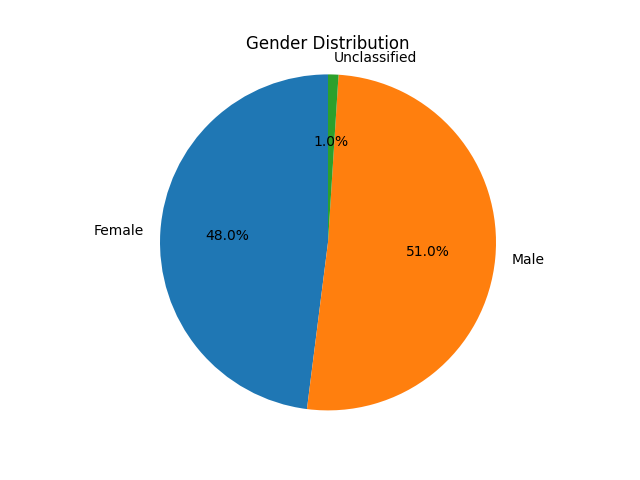 Gender Distribution
Unclassified
1.0%
Female
48.0%
51.0%
Male